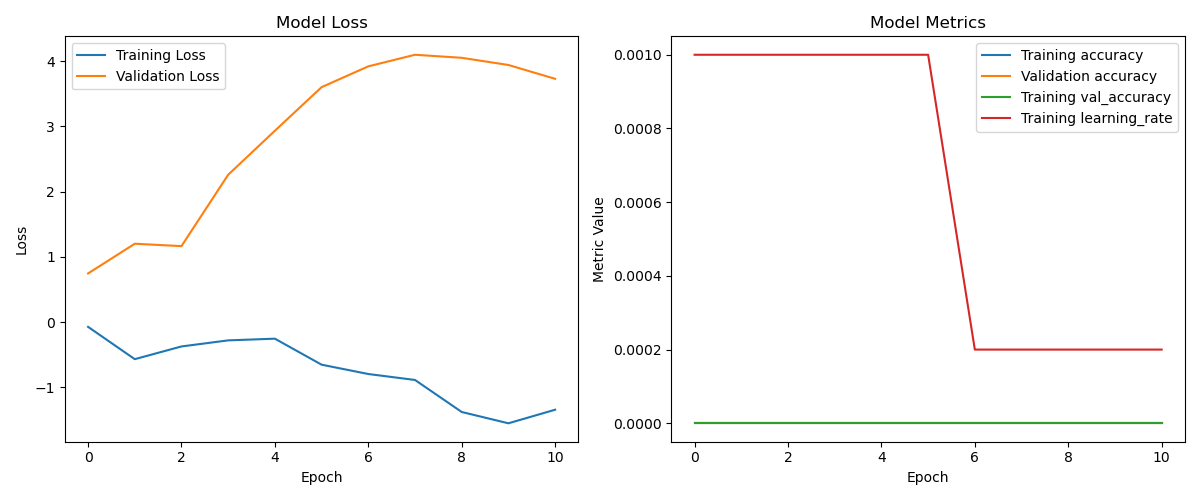 Model Loss
Training Loss
Validation Loss
4
3
2
1
0
−1
Loss
0
2
4
6
8
10
Epoch
Model Metrics
Training accuracy
Validation accuracy
Training val_accuracy
Training learning_rate
0.0010
0.0008
0.0006
0.0004
0.0002
0.0000
Metric Value
0
2
4
6
8
10
Epoch